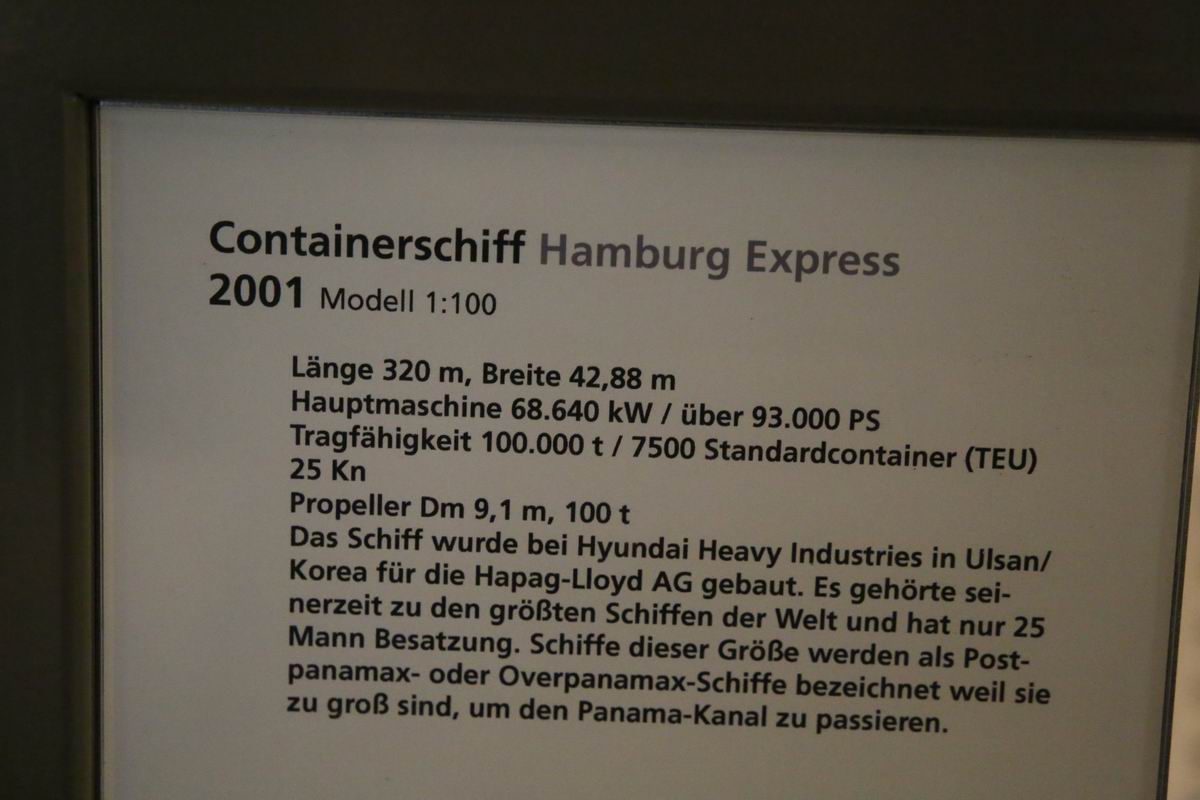 Containerschiff Hamburg Express
2001 Modell 1:100
Länge 320 m, Breite 42,88 m
Hauptmaschine 68.640 kW / über 93.000 PS
Tragfähigkeit 100.000 t / 7500 Standardcontainer (TEU)
25 Kn
Propeller Dm 9,1 m, 100 t
Das Schiff wurde bei Hyundai Heavy Industries in Ulsan/
Korea für die Hapag-Lloyd AG gebaut. Es gehörte sei-
nerzeit zu den größten Schiffen der Welt und hat nur 25
Mann Besatzung. Schiffe dieser Größe werden als Post-
panamax- oder Overpanamax-Schiffe bezeichnet weil sie
zu groß sind, um den Panama-Kanal zu passieren.